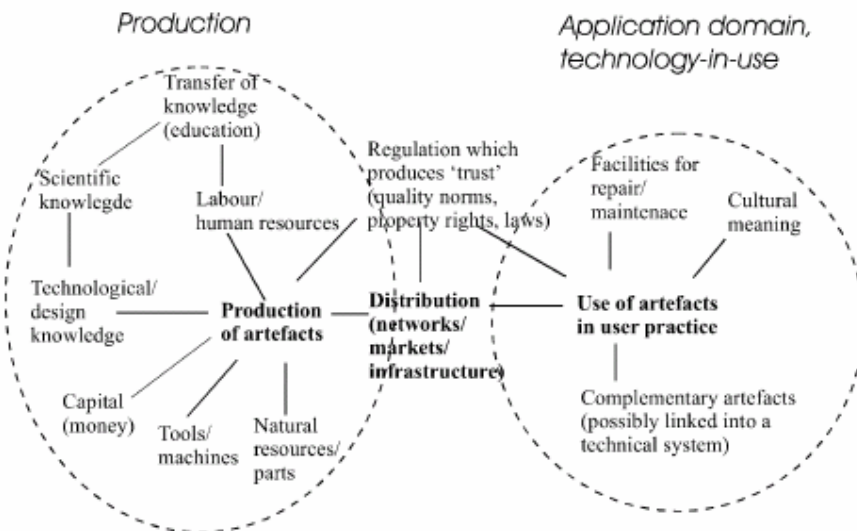 Production
Application domain,
technology-in-use
Transfer of
knowledge
(education)
Scientific
knowlegde
Labour/
human resources
Technological/
design
knowledge
Production
of artefacts
Capital
(money)
Tools/
machines
Natural
resources/
parts
Regulation which
produces ‘trust’
(quality norms,
property rights, laws)
Distribution
(networks/
markets/
infrastructure)
Facilities for
repair/
maintenace
Cultural
meaning
Use of artefacts
in user practice
Complementary artefacts
(possibly linked into a
technical system)